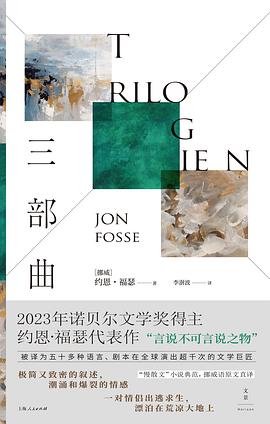 T
RILO
G
IEN
三部曲
JON
FOSSE
[挪威]
约恩·福瑟 著
李澍波 译
2023年诺贝尔文学奖得主
约恩·福瑟代表作 “言说不可言说之物”
被译为五十多种语言、剧本在全球演出超千次的文学巨匠
极简又致密的叙述,
潮涌和爆裂的情感
“慢散文”小说典范,挪威语原文直译
一对情侣出逃求生,
漂泊在荒凉大地上
上海人民出版社
文景
Horizon